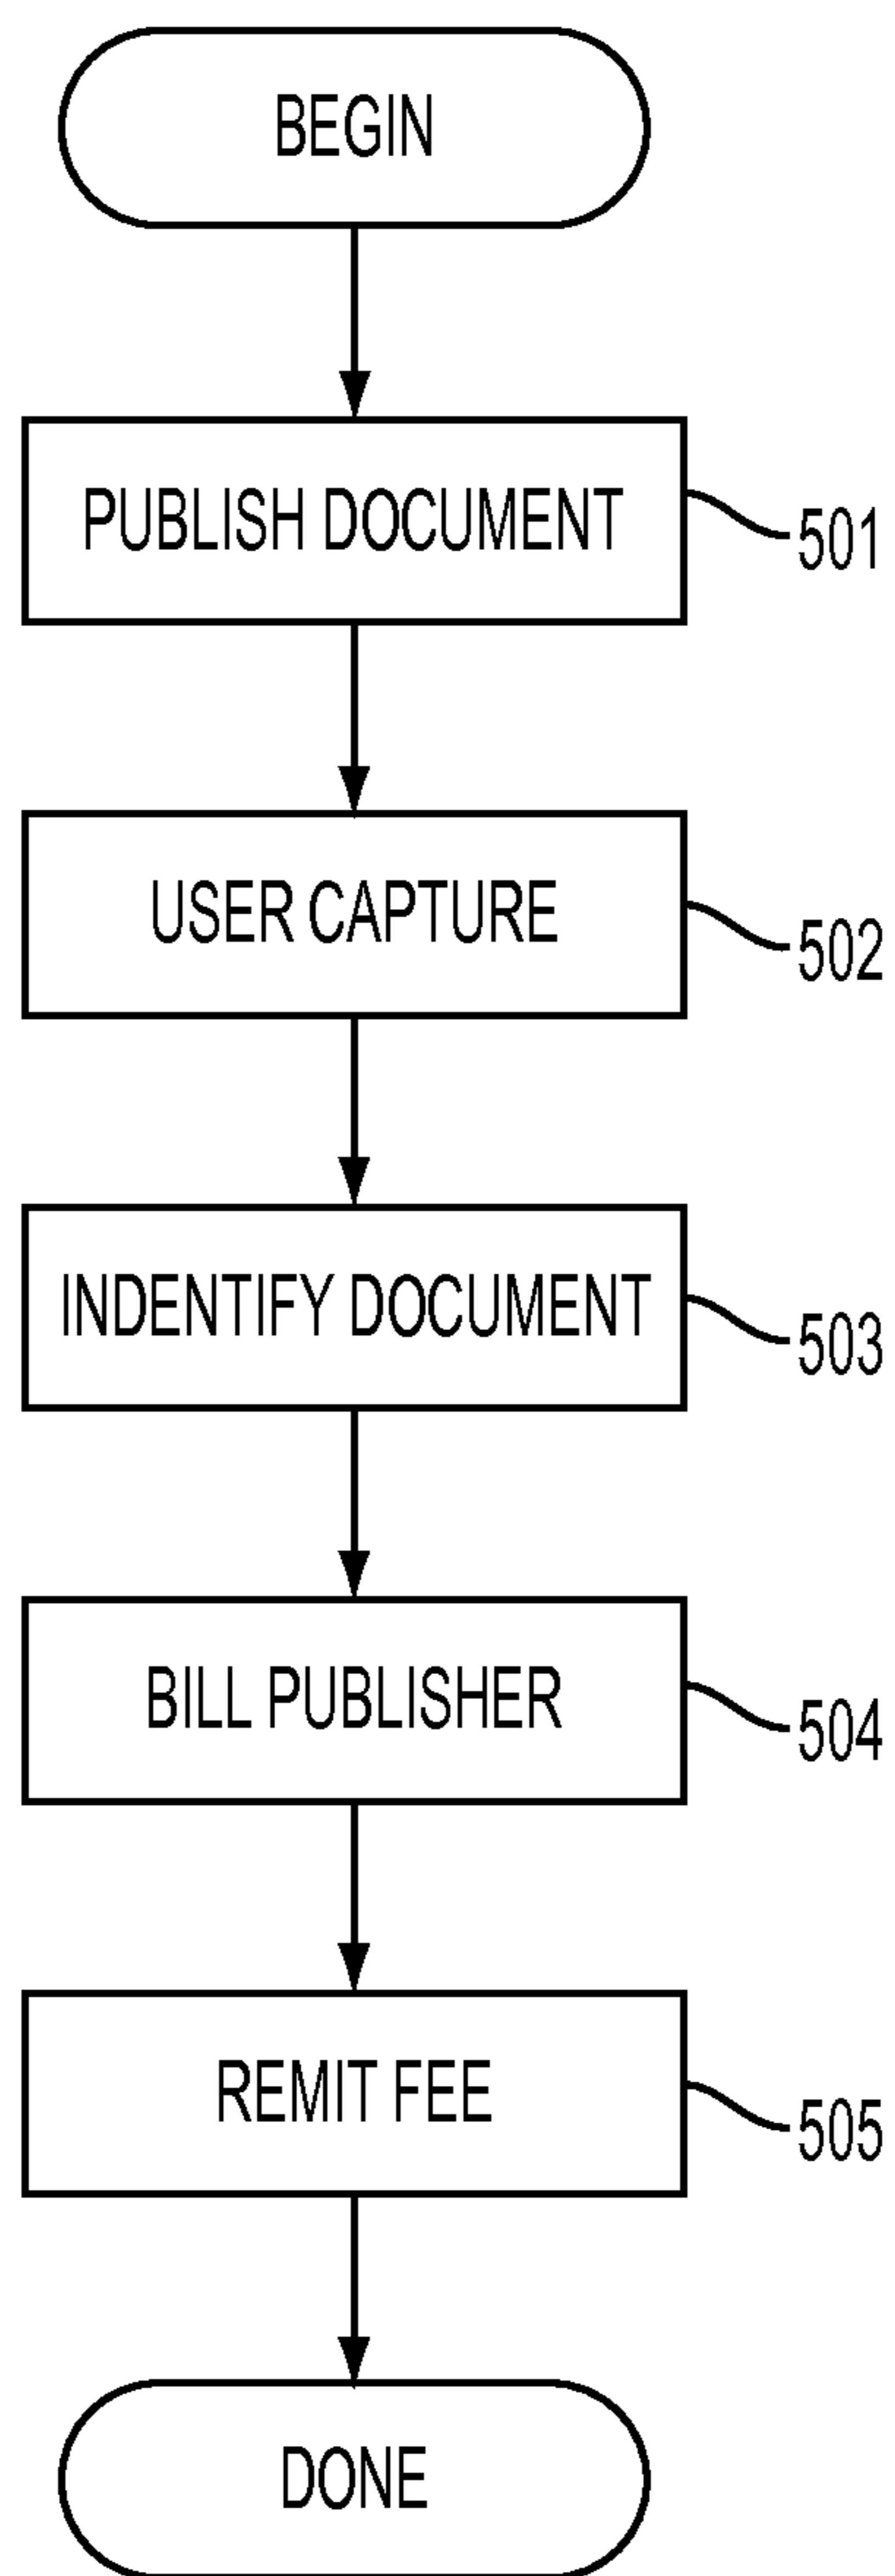 BEGIN
PUBLISH DOCUMENT
501
USER CAPTURE
502
INDENTIFY DOCUMENT
503
BILL PUBLISHER
504
REMIT FEE
505
DONE